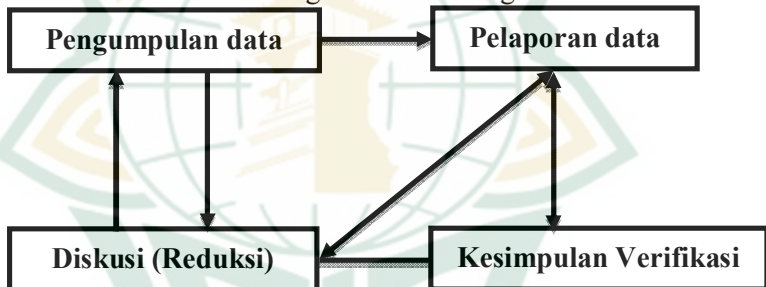 Pengumpulan data
Pelaporan data
Diskusi (Reduksi)
Kesimpulan Verifikasi